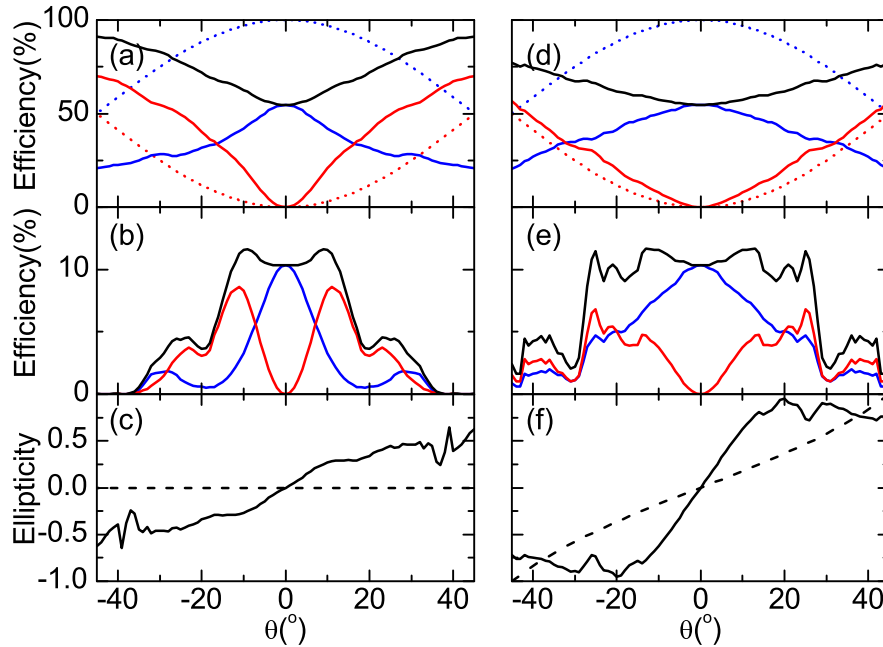 (a)
Efficiency(%)
100
50
0
(b)
Efficiency(%)
10
0
(c)
Ellipticity
0.5
0.0
-0.5
-1.0
-40 -20 0 20 40
θ(°)
(d)
(e)
(f)
-40 -20 0 20 40
θ(°)